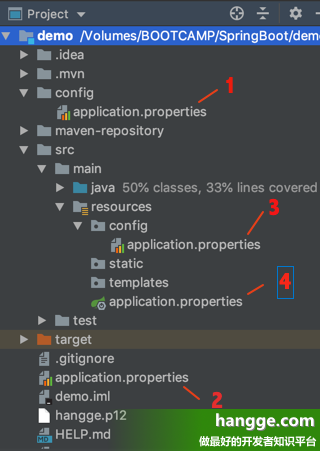 Project
demo /Volumes/BOOTCAMP/SpringBoot/demo
.idea
.mvn
config
1
application.properties
maven-repository
src
main
java 50% classes, 33% lines covered
resources
config
3
application.properties
static
templates
4
application.properties
test
target
.gitignore
application.properties
2
demo.iml
hangge.p12
HELP.md
hangge.com
做最好的开发者知识平台